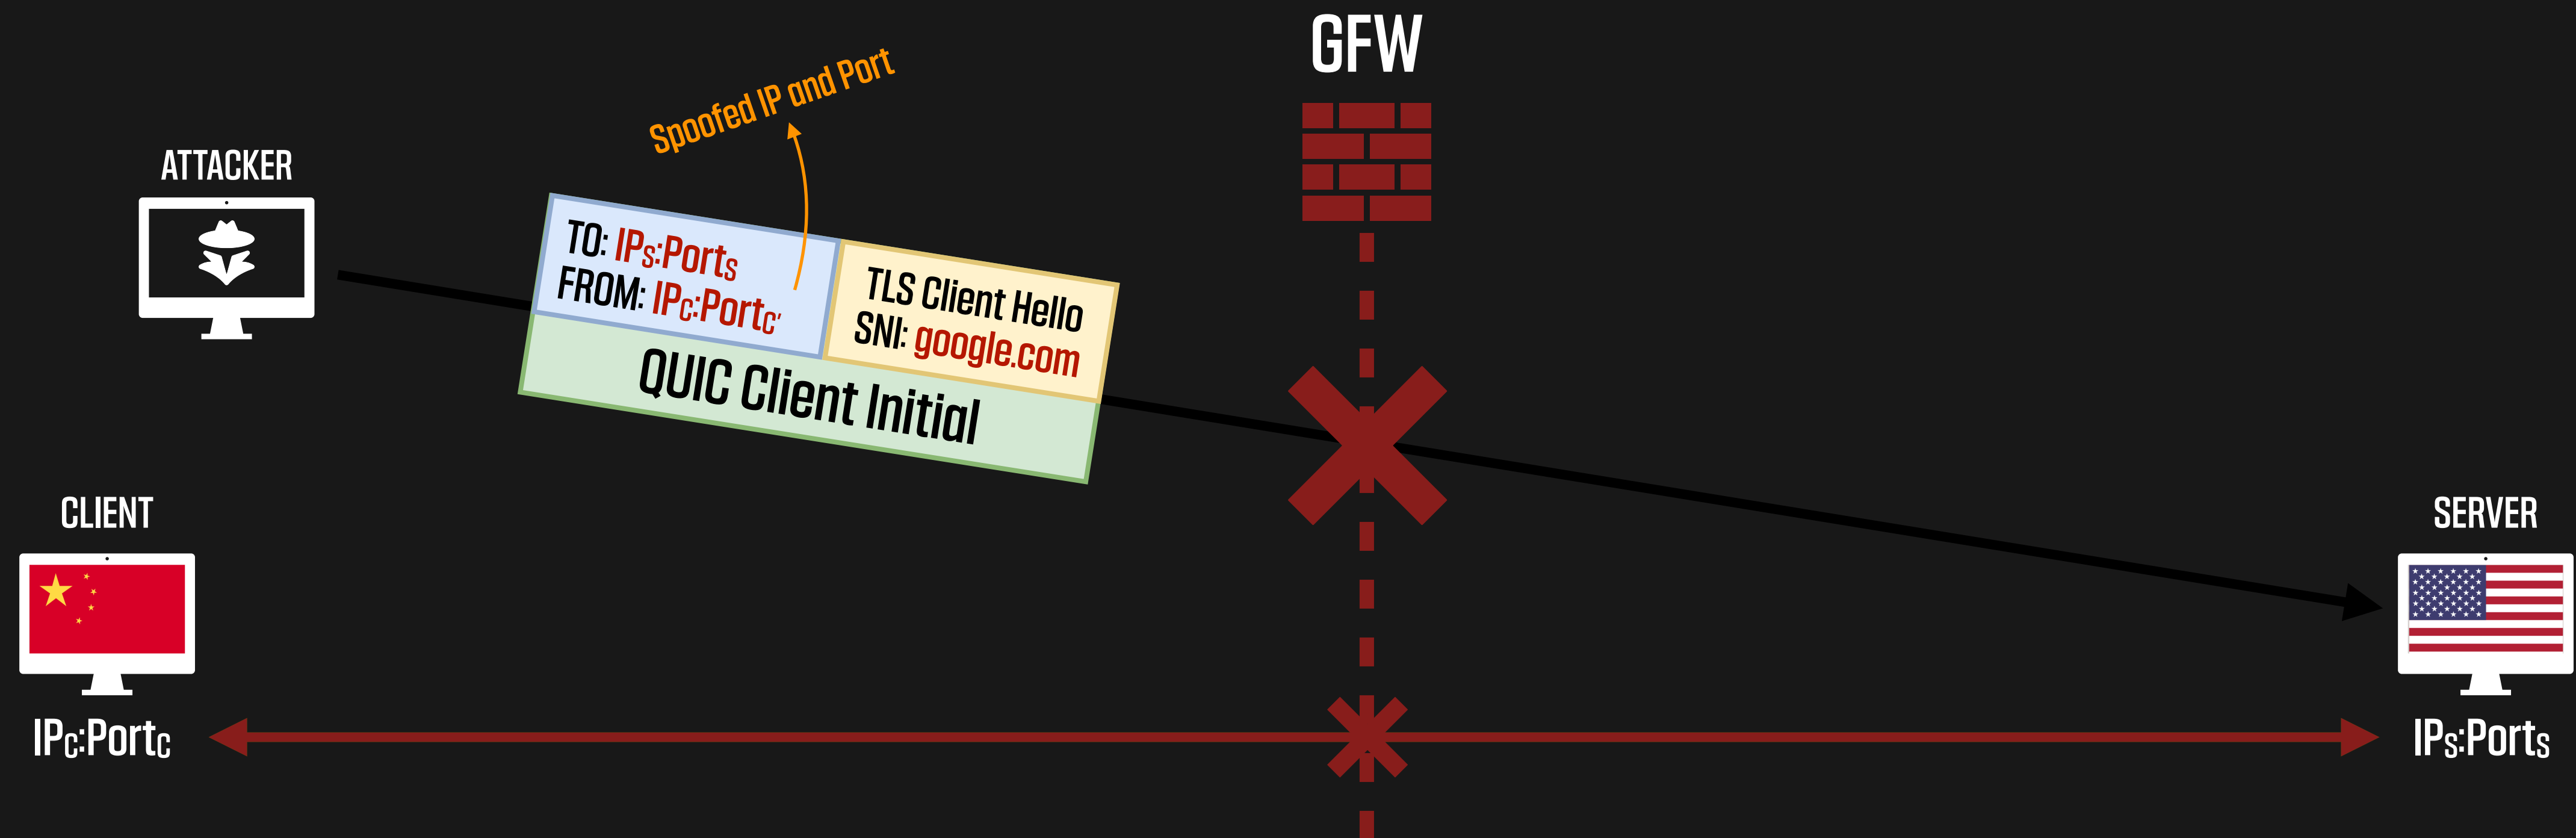 GFW
Spoofed IP and Port
ATTACKER
TO: IPs:Ports
FROM: IPc:Portc'
TLS Client Hello
SNI: google.com
QUIC Client Initial
CLIENT
SERVER
IPc:Portc
IPs:Ports